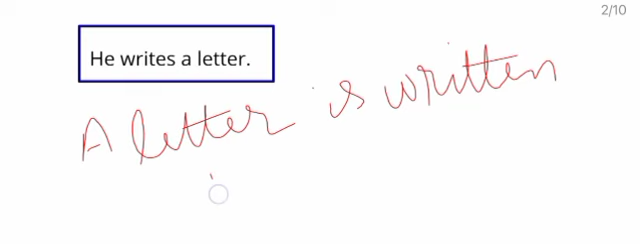 2/10
He writes a letter.
A letter is written